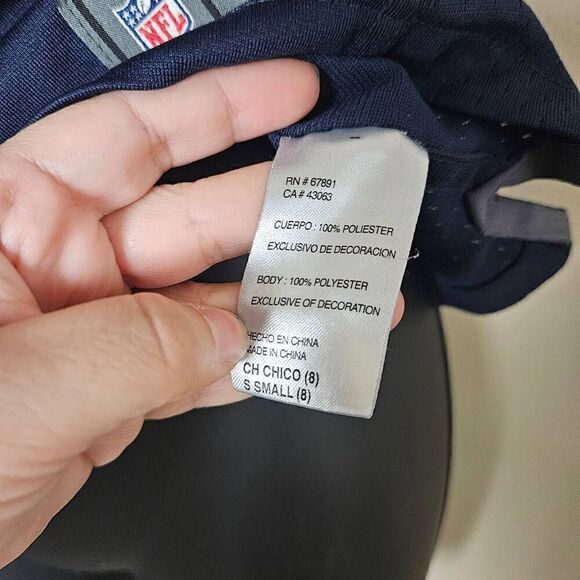 NFL
RN # 67891
CA # 43063
CUERPO : 100% POLIESTER
EXCLUSIVO DE DECORACION
BODY : 100% POLYESTER
EXCLUSIVE OF DECORATION
HECHO EN CHINA
MADE IN CHINA
CH CHICO (8)
S SMALL (8)